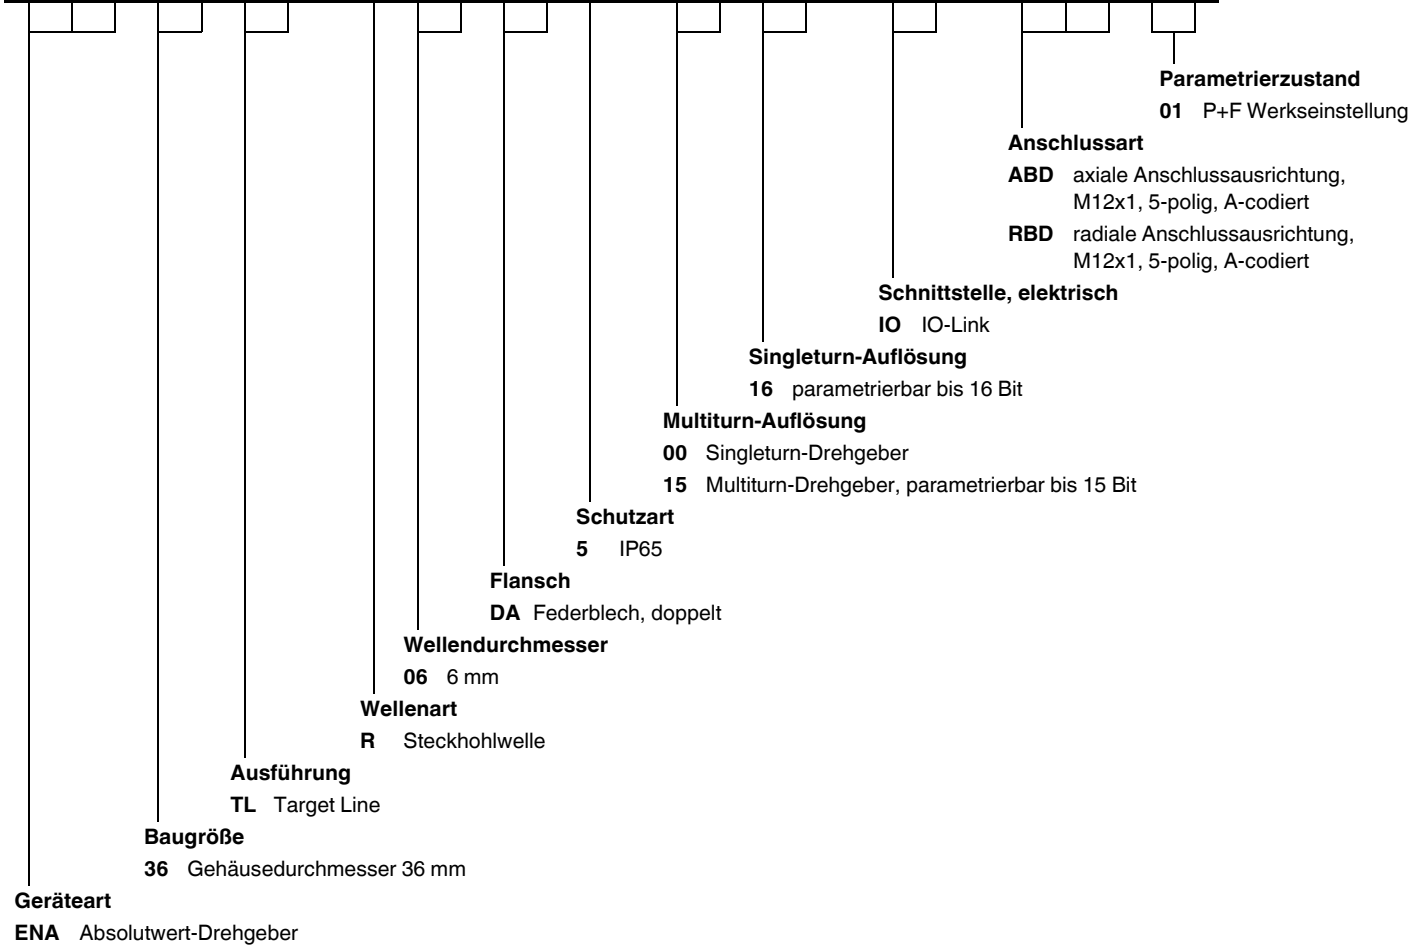 Parametrierzustand
01 P+F Werkseinstellung
Anschlussart
ABD axiale Anschlussausrichtung,
M12x1, 5-polig, A-codiert
RBD radiale Anschlussausrichtung,
M12x1, 5-polig, A-codiert
Schnittstelle, elektrisch
IO IO-Link
Singleturn-Auflösung
16 parametrierbar bis 16 Bit
Multiturn-Auflösung
00 Singleturn-Drehgeber
15 Multiturn-Drehgeber, parametrierbar bis 15 Bit
Schutzart
5 IP65
Flansch
DA Federblech, doppelt
Wellendurchmesser
06 6 mm
Wellenart
R Steckhohlwelle
Ausführung
TL Target Line
Baugröße
36 Gehäusedurchmesser 36 mm
Geräteart
ENA Absolutwert-Drehgeber